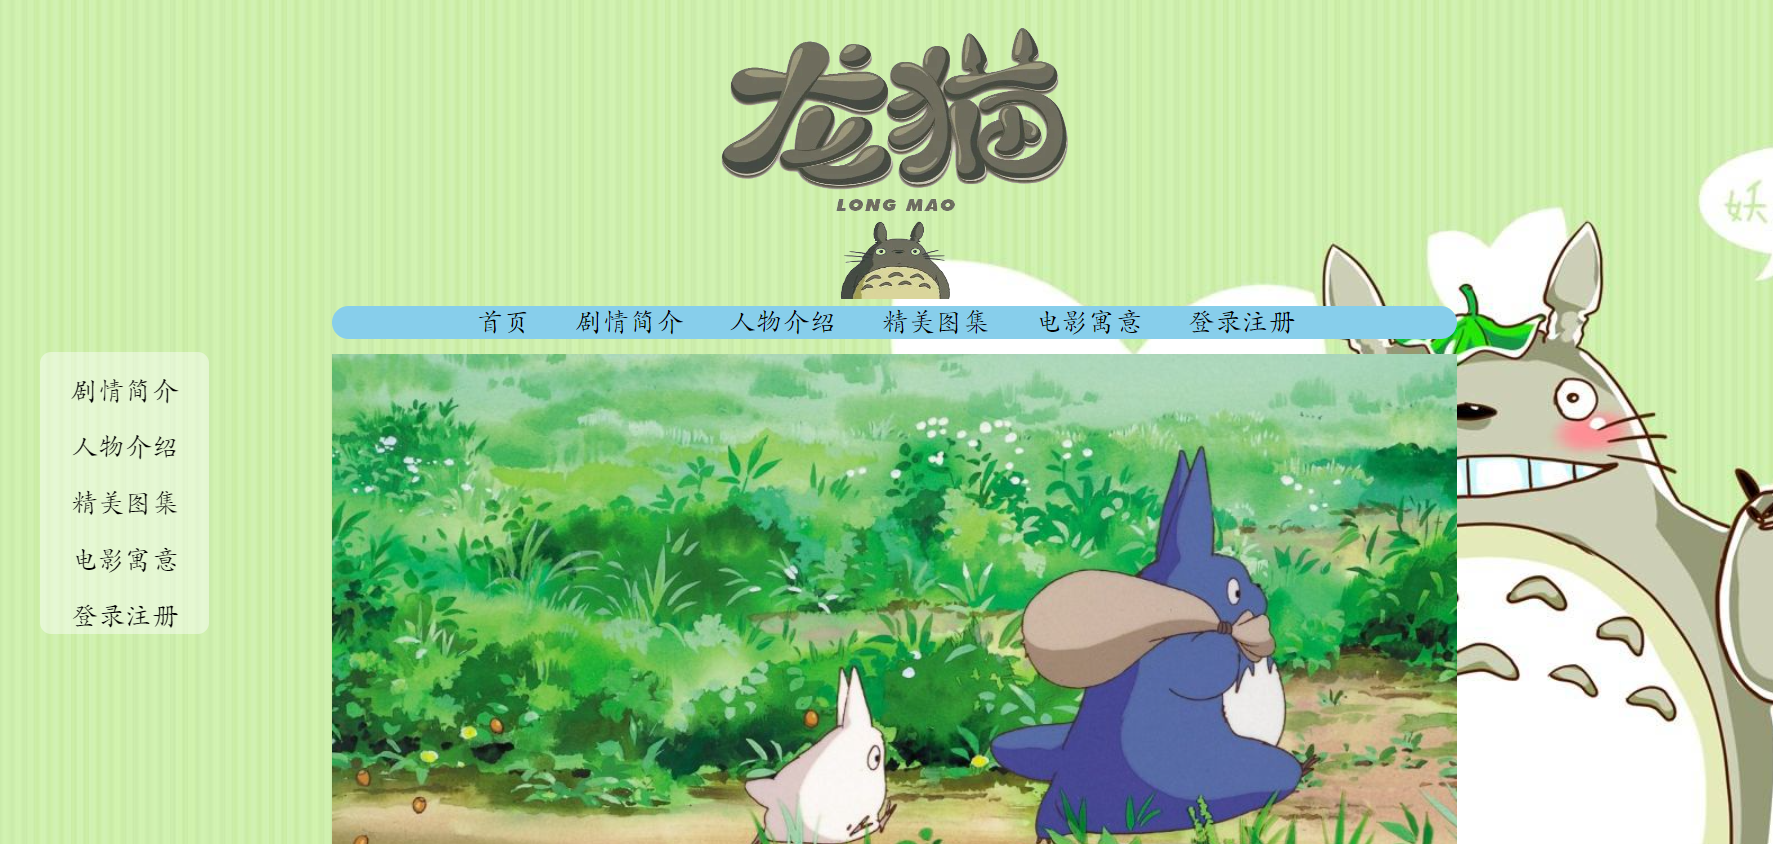 龙猫
LONG MAO
妖
首页 剧情简介 人物介绍 精美图集 电影寓意 登录注册
剧情简介
人物介绍
精美图集
电影寓意
登录注册